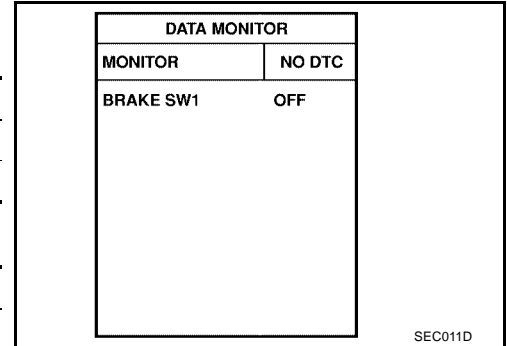 DATA MONITOR
MONITOR NO DTC
BRAKE SW1 OFF
SEC011D